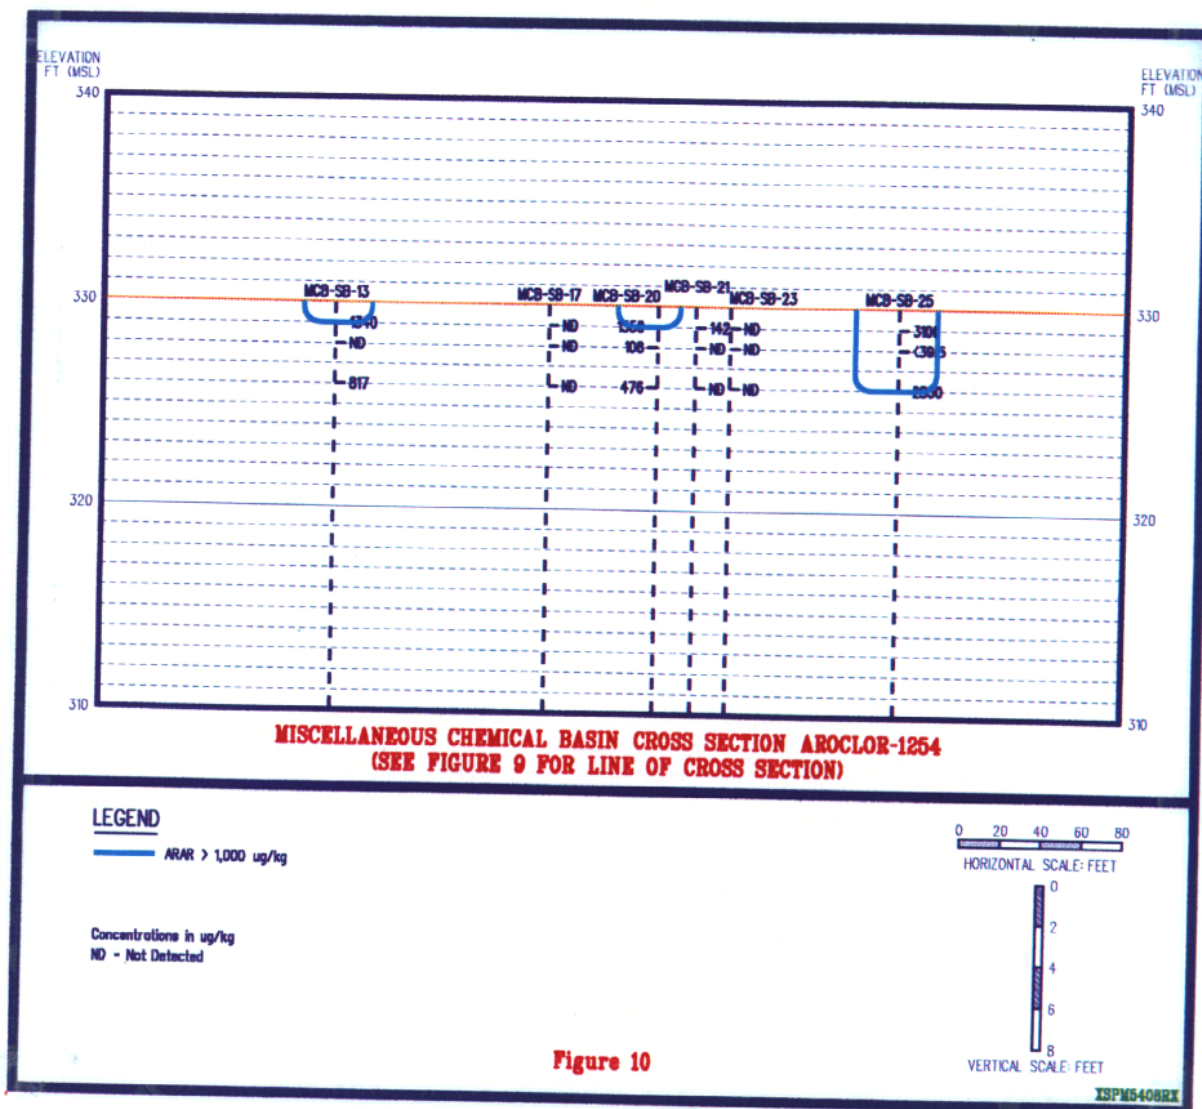 ELEVATION
FT (MSL)
ELEVATION
FT (MSL)
340
340
330
330
320
320
310
310
MCB-SB-13
MCB-SB-17
MCB-SB-20
MCB-SB-21
MCB-SB-23
MCB-SB-25
1340
ND
817
ND
ND
ND
108
476
142
ND
ND
ND
ND
ND
MISCELLANEOUS CHEMICAL BASIN CROSS SECTION AROCLOR-1254
(SEE FIGURE 9 FOR LINE OF CROSS SECTION)
LEGEND
ARAR > 1,000 ug/kg
Concentrations in ug/kg
ND - Not Detected
0 20 40 60 80
HORIZONTAL SCALE: FEET
0
2
4
6
8
VERTICAL SCALE: FEET
Figure 10
XSPM5408RX